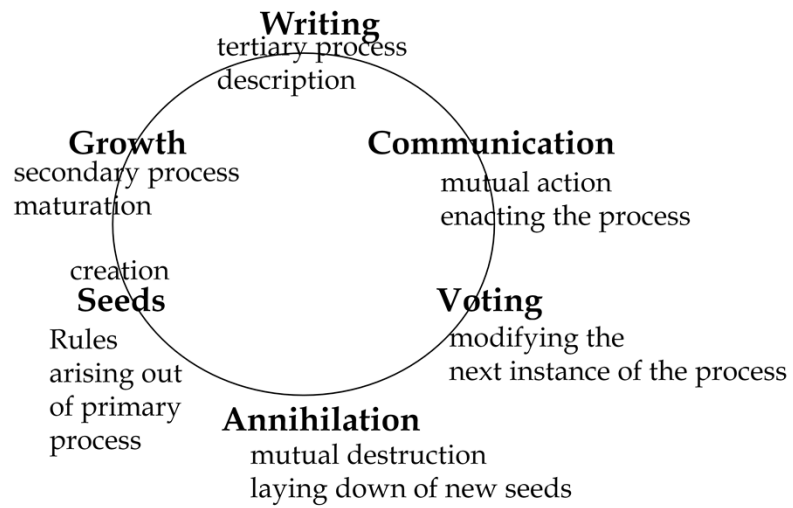 Writing
tertiary process
description
Growth
secondary process
maturation
Communication
mutual action
enacting the process
creation
Seeds
Rules
arising out
of primary
process
Voting
modifying the
next instance of the process
Annihilation
mutual destruction
laying down of new seeds